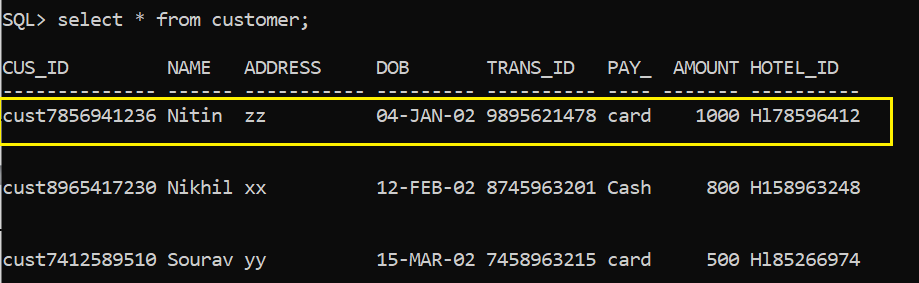 SQL> select * from customer;
CUS_ID NAME ADDRESS DOB TRANS_ID PAY_ AMOUNT HOTEL_ID
-------------- ------ ----------- --------- ---------- ---- ------- ----------
cust7856941236 Nitin zz 04-JAN-02 9895621478 card 1000 Hl78596412
cust8965417230 Nikhil xx 12-FEB-02 8745963201 Cash 800 H158963248
cust7412589510 Sourav yy 15-MAR-02 7458963215 card 500 Hl85266974